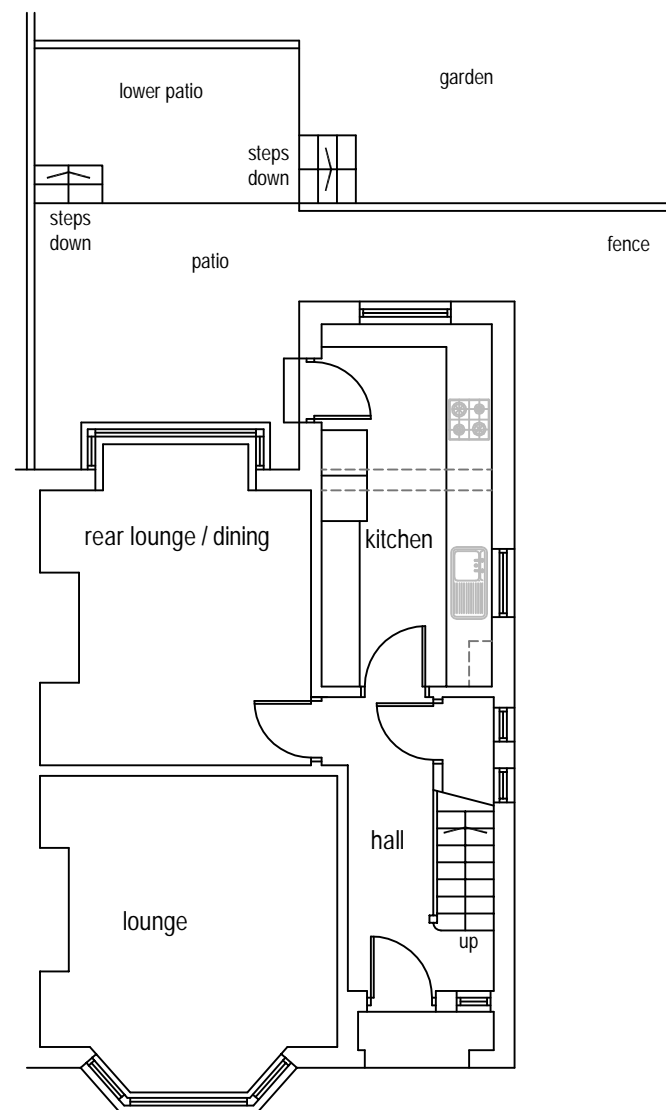 garden
lower patio
steps
down
steps
down
fence
patio
rear lounge / dining
kitchen
hall
lounge
up